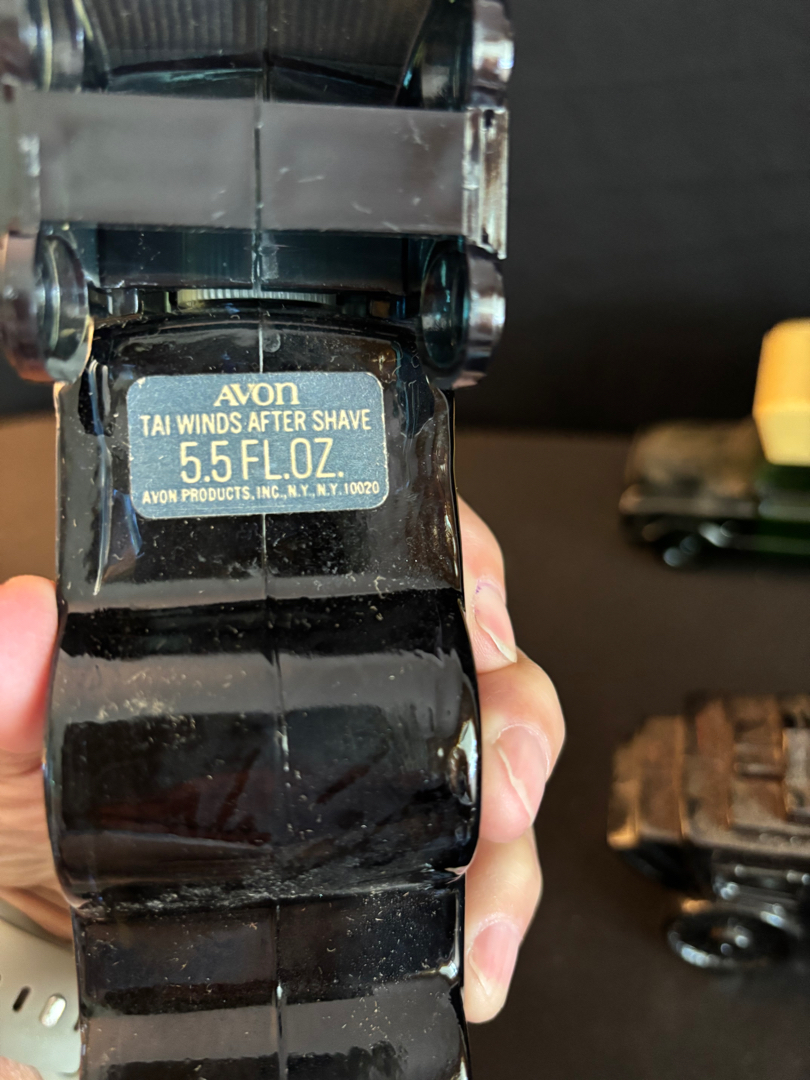 AVON
TAI WINDS AFTER SHAVE
5.5 FL.OZ.
AVON PRODUCTS, INC., N.Y., N.Y. 10020